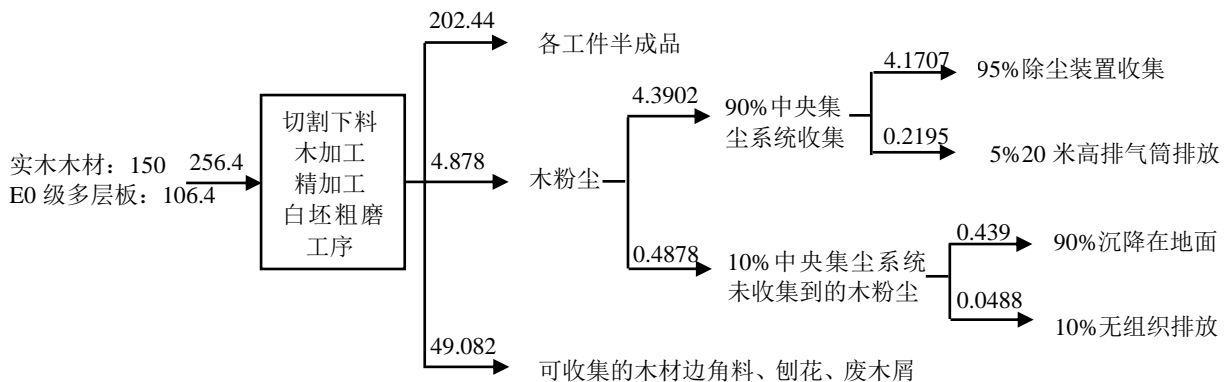 实木木材：150
E0 级多层板：106.4
256.4
切割下料
木加工
精加工
白坯粗磨
工序
202.44
各工件半成品
4.878
木粉尘
4.3902
90%中央集
尘系统收集
4.1707
95%除尘装置收集
0.2195
5%20 米高排气筒排放
0.4878
10%中央集尘系统
未收集到的木粉尘
0.439
90%沉降在地面
0.0488
10%无组织排放
49.082
可收集的木材边角料、刨花、废木屑